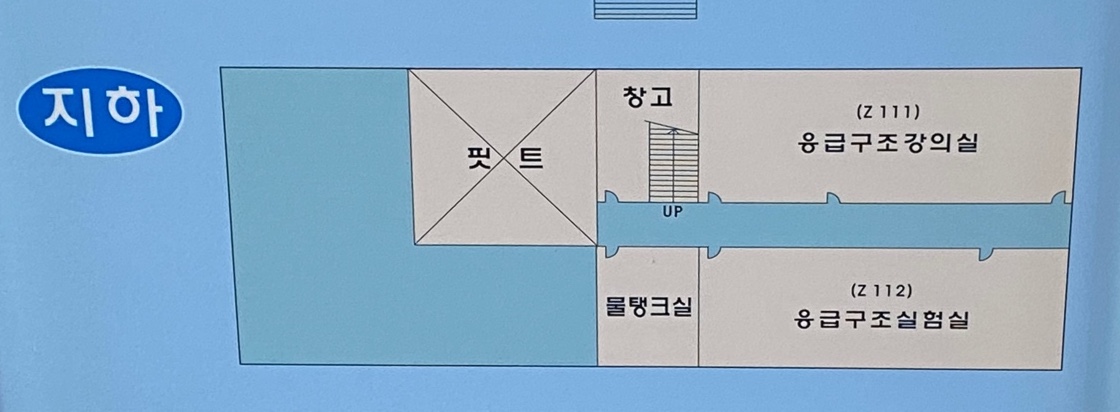 지하
창고
(Z 111)
응급구조강의실
핏트
UP
물탱크실
(Z 112)
응급구조실험실